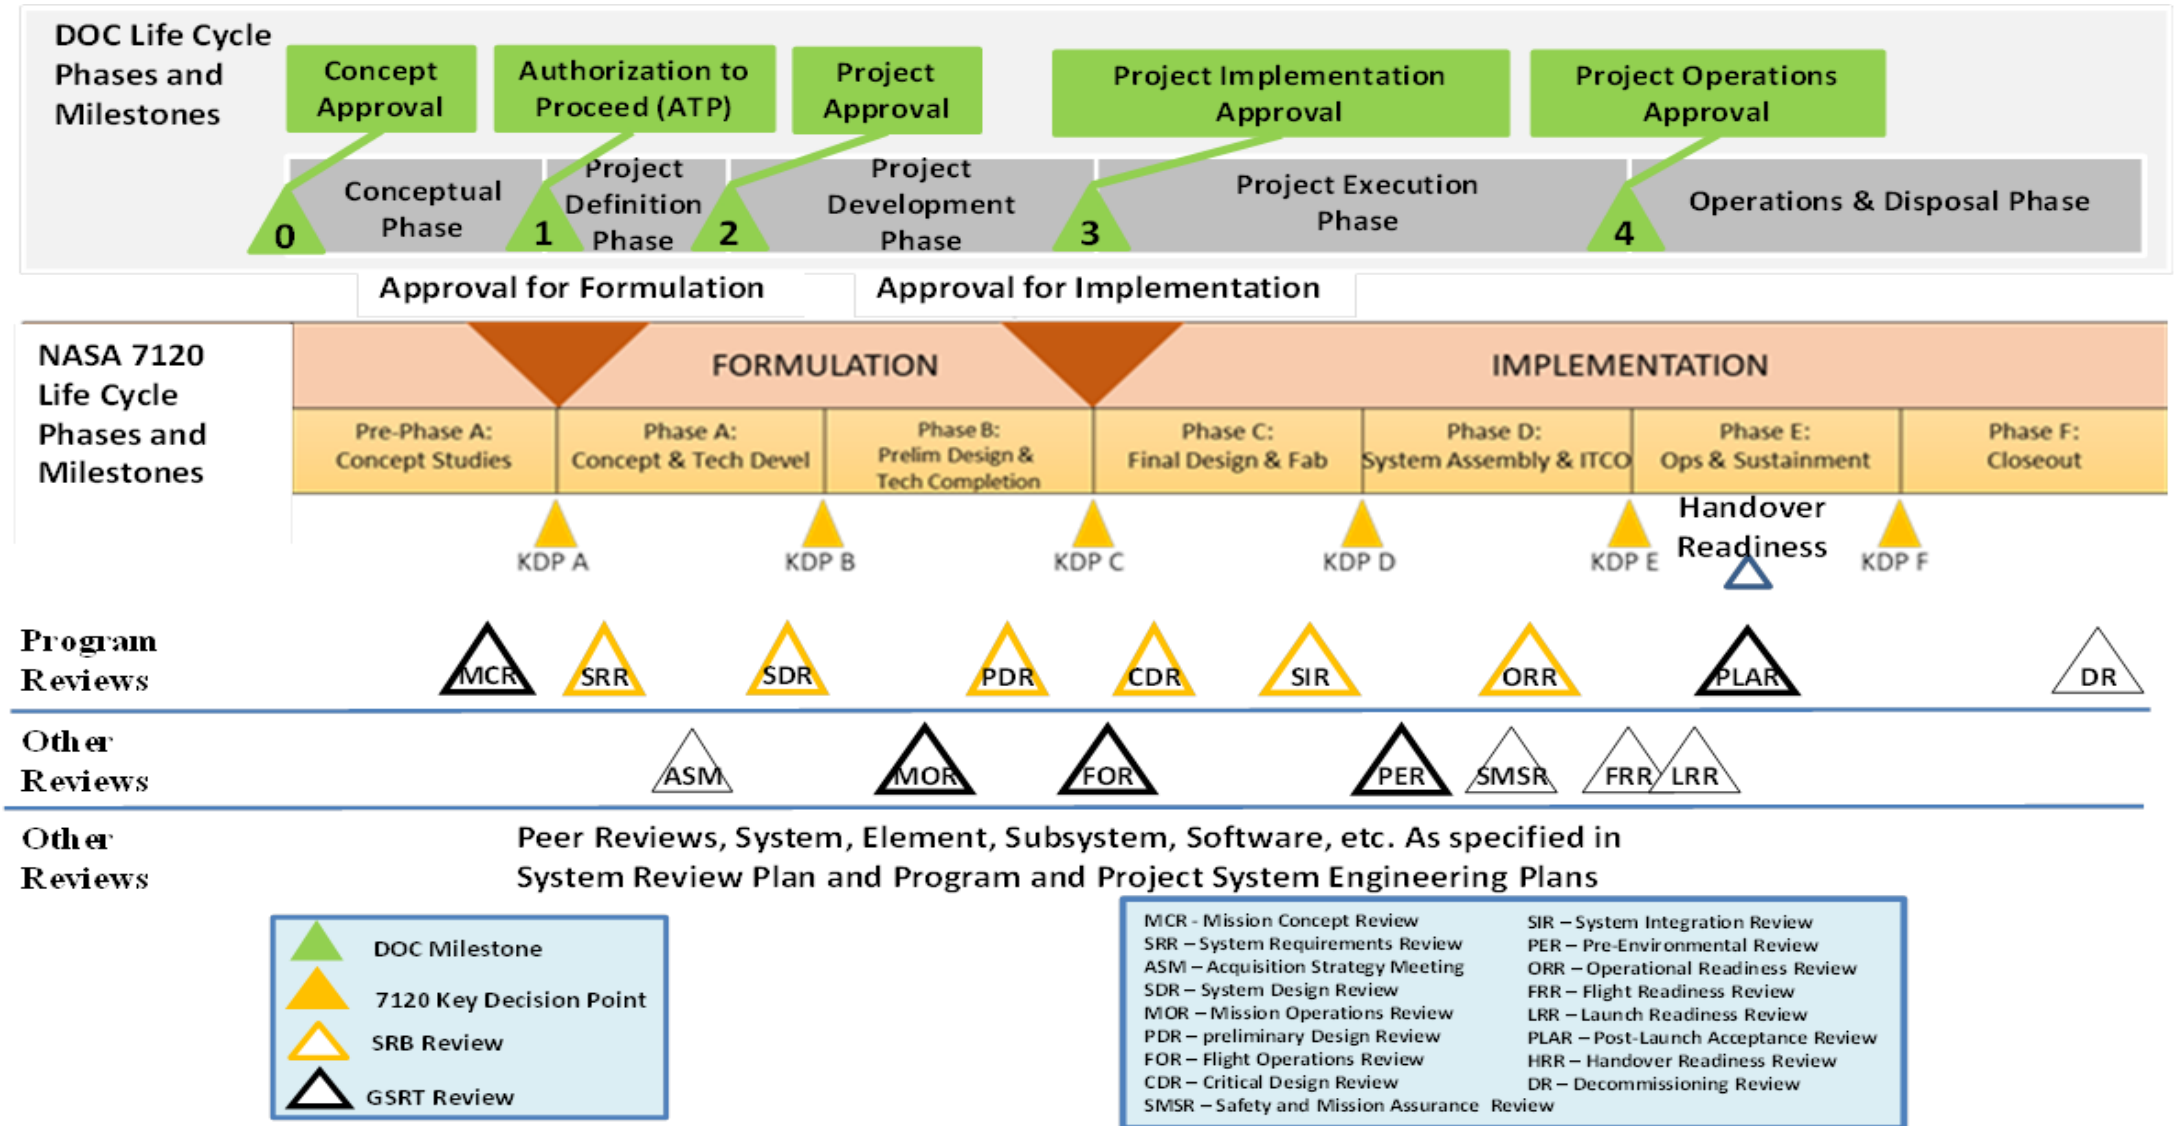 DOC Life Cycle
Phases and
Milestones
Concept
Approval
Authorization to
Proceed (ATP)
Project
Approval
Project Implementation
Approval
Project Operations
Approval
0
Conceptual
Phase
1
Project
Definition
Phase
2
Project
Development
Phase
3
Project Execution
Phase
4
Operations & Disposal Phase
Approval for Formulation
Approval for Implementation
NASA 7120
Life Cycle
Phases and
Milestones
FORMULATION
IMPLEMENTATION
Pre-Phase A:
Concept Studies
Phase A:
Concept & Tech Devel
Phase B:
Prelim Design &
Tech Completion
Phase C:
Final Design & Fab
Phase D:
System Assembly & ITCO
Phase E:
Ops & Sustainment
Phase F:
Closeout
KDP A
KDP B
KDP C
KDP D
KDP E
Handover
Readiness
KDP F
Program
Reviews
MCR
SRR
SDR
PDR
CDR
SIR
ORR
PLAR
DR
Other
Reviews
ASM
MOR
FOR
PER
SMSR
FRR
LRR
Other
Reviews
Peer Reviews, System, Element, Subsystem, Software, etc. As specified in
System Review Plan and Program and Project System Engineering Plans
DOC Milestone
7120 Key Decision Point
SRB Review
GSRT Review
MCR - Mission Concept Review
SRR – System Requirements Review
ASM – Acquisition Strategy Meeting
SDR – System Design Review
MOR – Mission Operations Review
PDR – preliminary Design Review
FOR – Flight Operations Review
CDR – Critical Design Review
SMSR – Safety and Mission Assurance Review
SIR – System Integration Review
PER – Pre-Environmental Review
ORR – Operational Readiness Review
FRR – Flight Readiness Review
LRR – Launch Readiness Review
PLAR – Post-Launch Acceptance Review
HRR – Handover Readiness Review
DR – Decommissioning Review